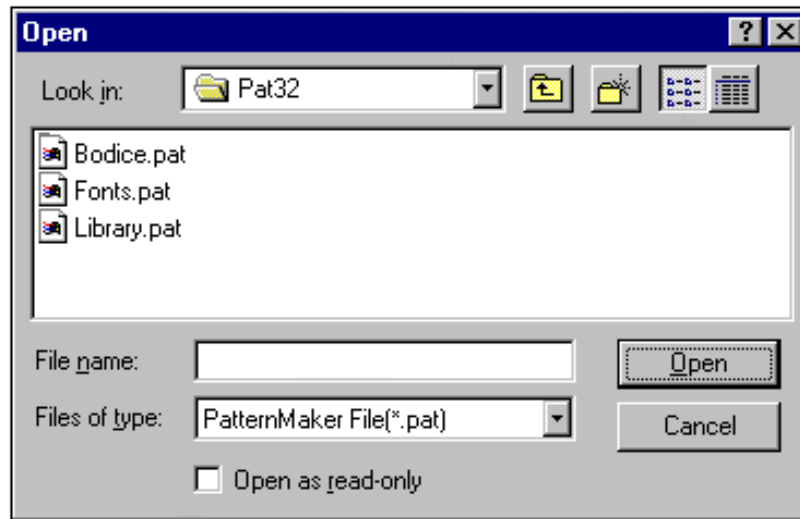 Open
Look in: Pat32
Bodice.pat
Fonts.pat
Library.pat
File name: Open
Files of type: PatternMaker File(*.pat) Cancel
Open as read-only